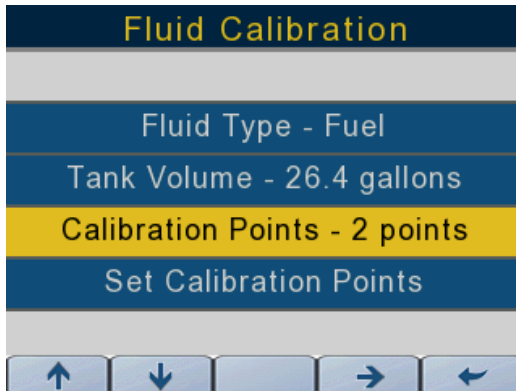 Fluid Calibration
Fluid Type - Fuel
Tank Volume - 26.4 gallons
Calibration Points - 2 points
Set Calibration Points